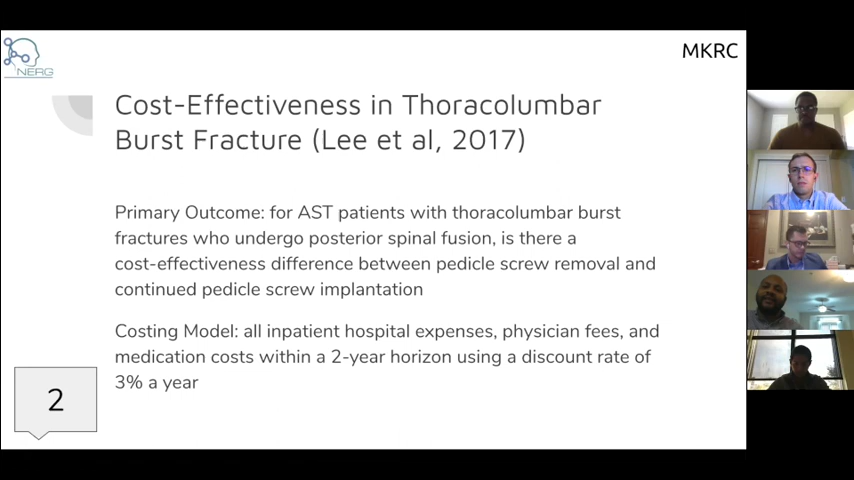 NERG
MKRC
Cost-Effectiveness in Thoracolumbar
Burst Fracture (Lee et al, 2017)
Primary Outcome: for AST patients with thoracolumbar burst
fractures who undergo posterior spinal fusion, is there a
cost-effectiveness difference between pedicle screw removal and
continued pedicle screw implantation
Costing Model: all inpatient hospital expenses, physician fees, and
medication costs within a 2-year horizon using a discount rate of
3% a year
2